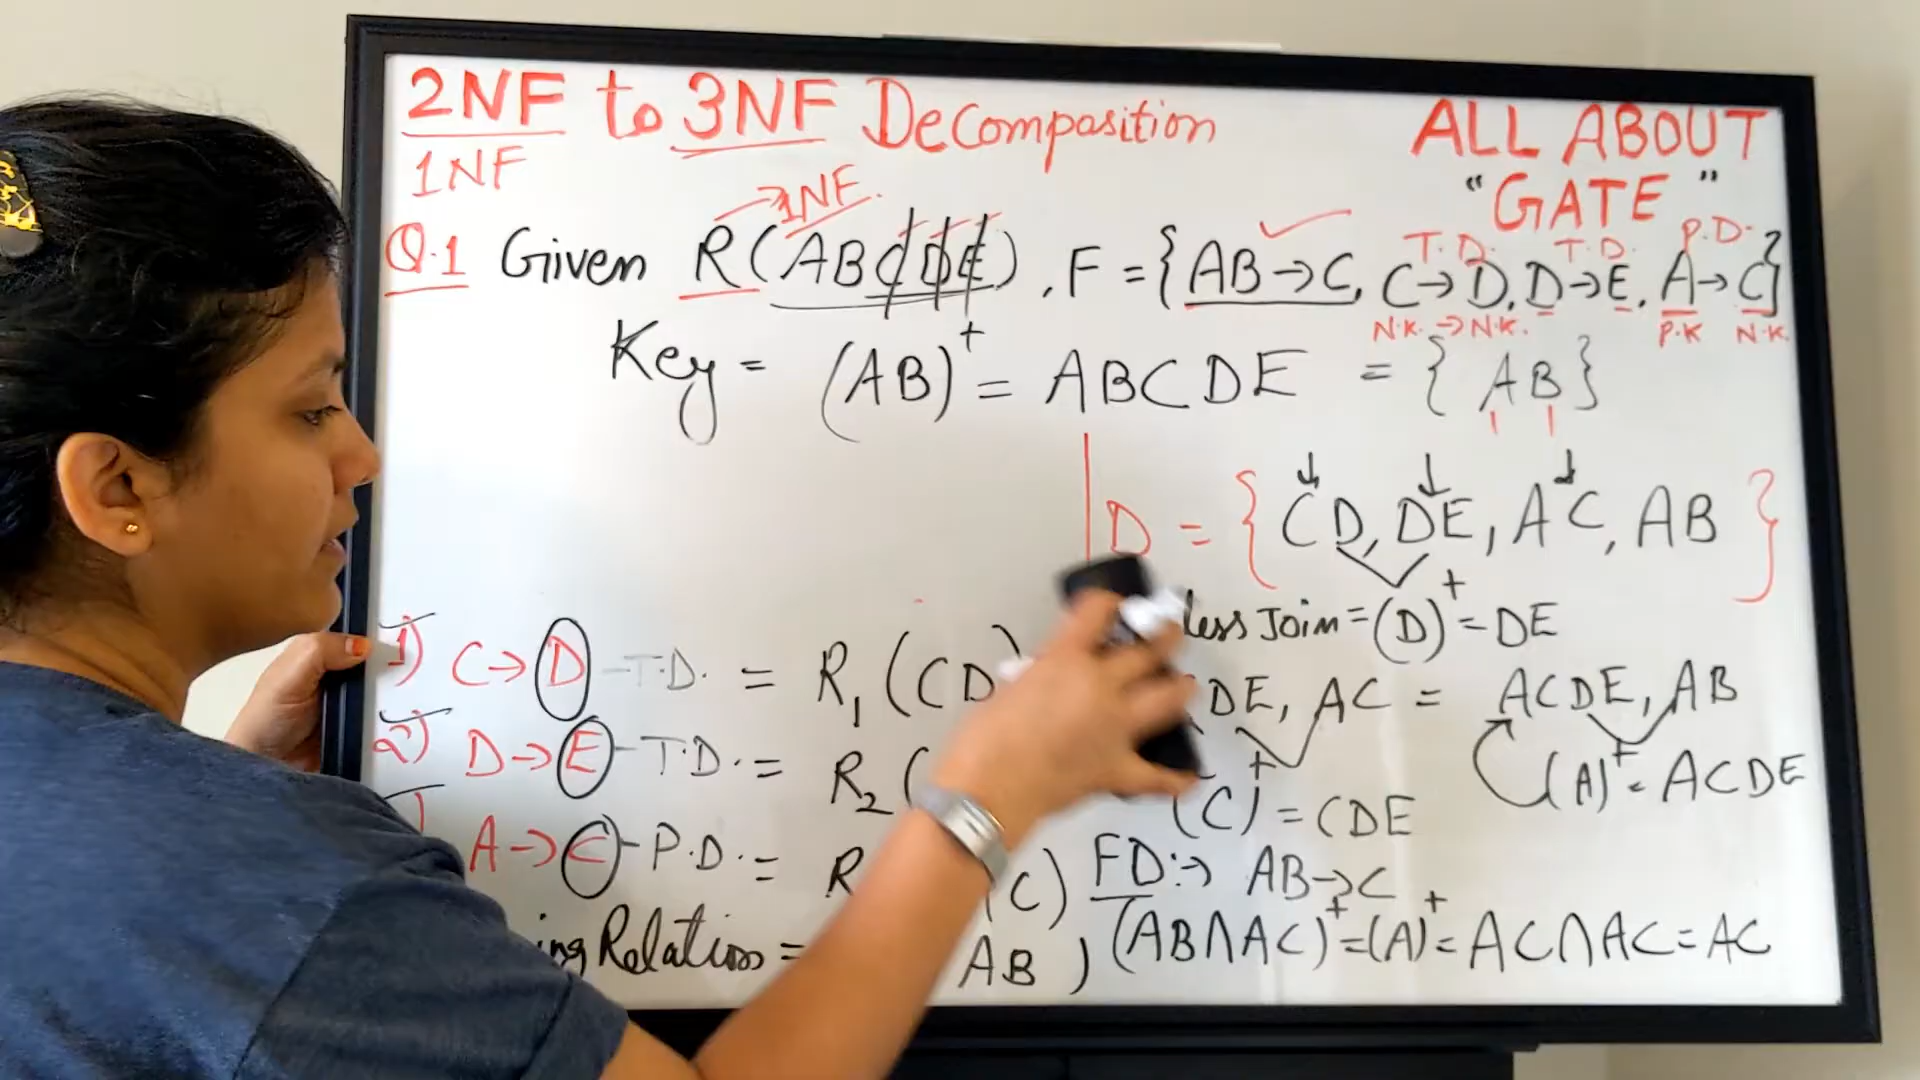 2NF to 3NF Decomposition
1NF
ALL ABOUT
"GATE"
→1NF.
Q.1 Given R(ABCDE), F = {AB→C, C→D, D→E, A→C}
T.D. T.D. P.D.
N.K. → N.K. P.K N.K.
Key = (AB)+ = ABCDE = {AB}
D = {CD, DE, AC, AB}
less Join = (D)+ = DE
1) C→D - T.D. = R1(CD)
DE, AC = ACDE, AB
2) D→E - T.D. = R2(
(A)+ = ACDE
(C)+ = CDE
A→C - P.D. = R C)
FD:→ AB→C
ing Relation = AB)
(AB∩AC)+ = (A)+ = AC∩AC = AC